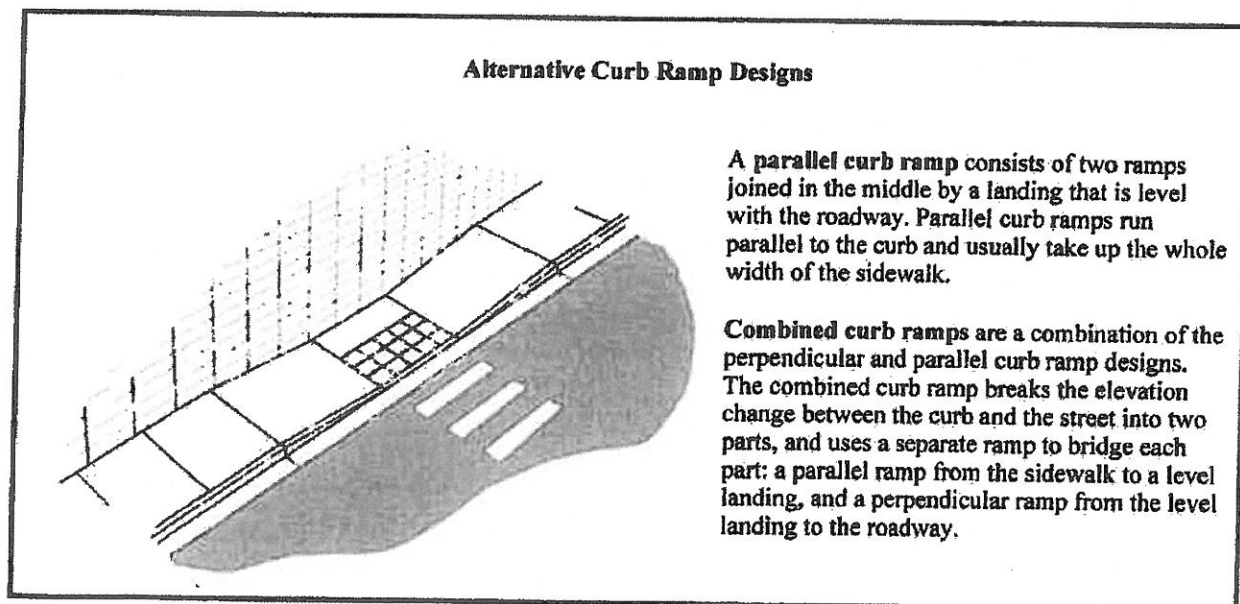 Alternative Curb Ramp Designs
A parallel curb ramp consists of two ramps
joined in the middle by a landing that is level
with the roadway. Parallel curb ramps run
parallel to the curb and usually take up the whole
width of the sidewalk.
Combined curb ramps are a combination of the
perpendicular and parallel curb ramp designs.
The combined curb ramp breaks the elevation
change between the curb and the street into two
parts, and uses a separate ramp to bridge each
part: a parallel ramp from the sidewalk to a level
landing, and a perpendicular ramp from the level
landing to the roadway.